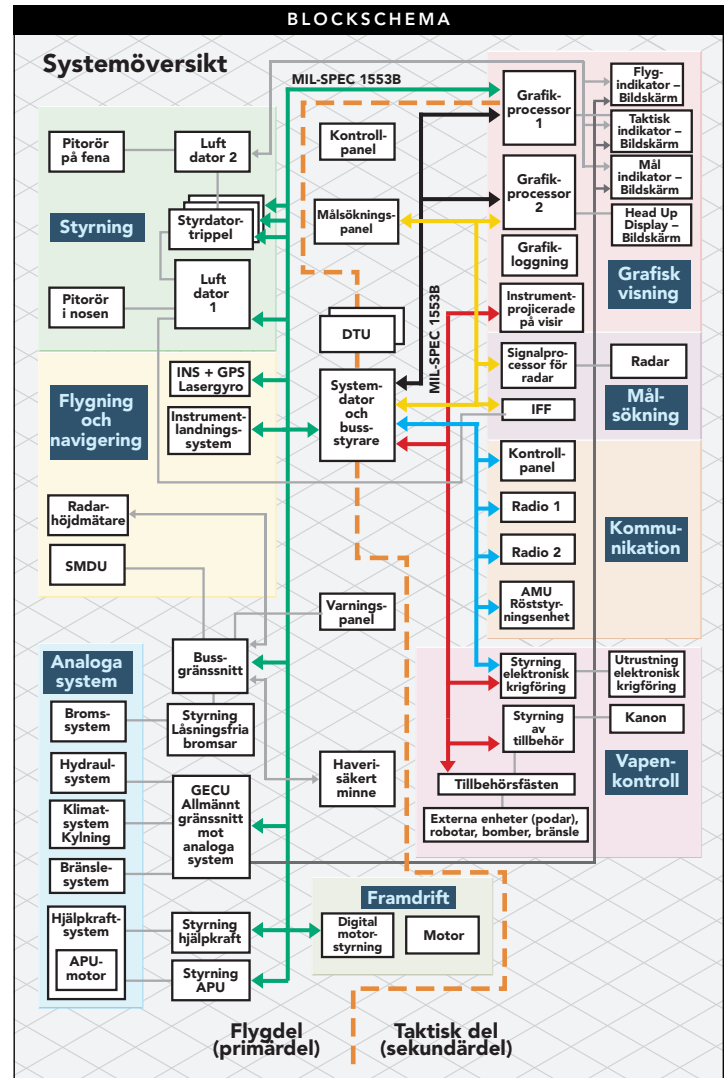 BLOCKSCHEMA
Systemöversikt
MIL-SPEC 1553B
Pitorör
på fena
Luft
dator 2
Styrning
Styrdator-
trippel
Luft
dator
1
Pitorör
i nosen
Kontroll-
panel
Målsöknings-
panel
DTU
System-
dator
och
buss-
styrare
MIL-SPEC 1553B
Grafik-
processor
1
Grafik-
processor
2
Grafik-
loggning
Instrument-
projicerade
på visir
Flyg-
indikator –
Bildskärm
Taktisk
indikator –
Bildskärm
Mål
indikator –
Bildskärm
Head Up
Display –
Bildskärm
Grafisk
visning
Signalpro-
cessor för
radar
Radar
IFF
Mål-
sökning
Flygning
och
navigering
INS + GPS
Lasergyro
Instrument-
landnings-
system
Radar-
höjdmätare
SMDU
Kontroll-
panel
Radio 1
Radio 2
AMU
Röststyr-
ningsenhet
Kommu-
nikation
Varnings-
panel
Analoga
system
Buss-
gränssnitt
Broms-
system
Styrning
Låsningsfria
bromsar
Hydraul-
system
Klimat-
system
Kylning
Bränsle-
system
GECU
Allmännt
gränssnitt
mot
analoga
system
Haveri-
säkert
minne
Hjälpkraft-
system
APU-
motor
Styrning
hjälpkraft
Styrning
APU
Styrning
elektronisk
krigföring
Utrustning
elektronisk
krigföring
Styrning
av
tillbehör
Kanon
Vapen-
kontroll
Tillbehörsfästen
Externa enheter (podar),
robotar, bomber, bränsle
Framdrift
Digital
motor-
styrning
Motor
Flygdel
(primärdel)
Taktisk del
(sekundärdel)